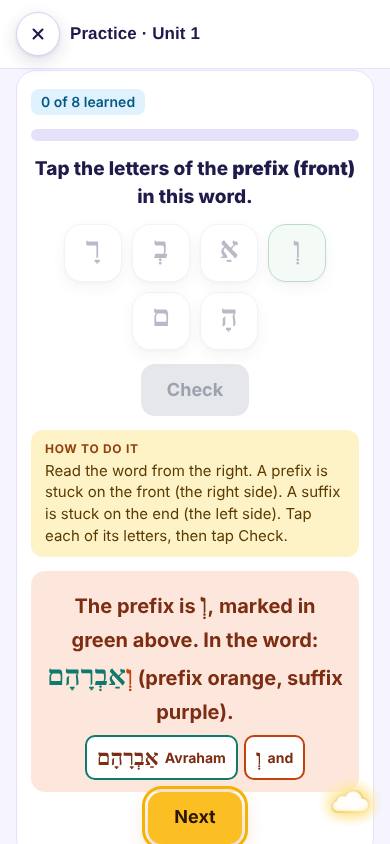 Practice · Unit 1
0 of 8 learned
Tap the letters of the prefix (front)
in this word.
וְ אַ בְ רָ
הָ ם
Check
HOW TO DO IT
Read the word from the right. A prefix is
stuck on the front (the right side). A suffix
is stuck on the end (the left side). Tap
each of its letters, then tap Check.
The prefix is וְ, marked in
green above. In the word:
וְאַבְרָהָם (prefix orange, suffix
purple).
אַבְרָהָם Avraham וְ and
Next